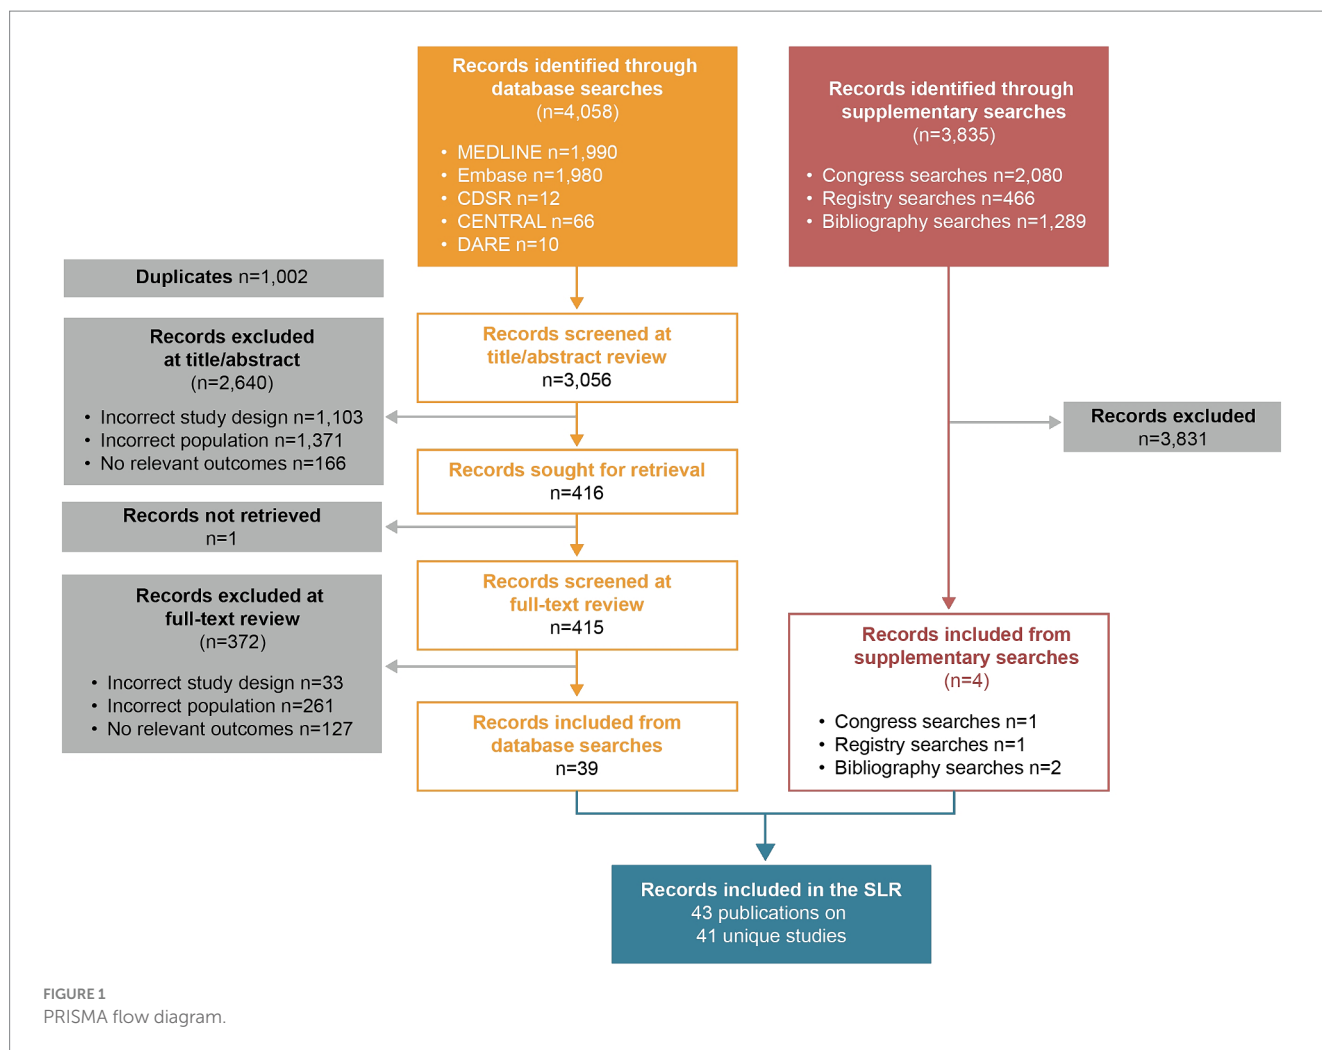 Records identified through
database searches
(n=4,058)
• MEDLINE n=1,990
• Embase n=1,980
• CDSR n=12
• CENTRAL n=66
• DARE n=10
Records identified through
supplementary searches
(n=3,835)
• Congress searches n=2,080
• Registry searches n=466
• Bibliography searches n=1,289
Duplicates n=1,002
Records screened at
title/abstract review
n=3,056
Records excluded
at title/abstract
(n=2,640)
• Incorrect study design n=1,103
• Incorrect population n=1,371
• No relevant outcomes n=166
Records excluded
n=3,831
Records sought for retrieval
n=416
Records not retrieved
n=1
Records screened at
full-text review
n=415
Records excluded at
full-text review
(n=372)
• Incorrect study design n=33
• Incorrect population n=261
• No relevant outcomes n=127
Records included from
database searches
n=39
Records included from
supplementary searches
(n=4)
• Congress searches n=1
• Registry searches n=1
• Bibliography searches n=2
Records included in the SLR
43 publications on
41 unique studies
FIGURE 1
PRISMA flow diagram.